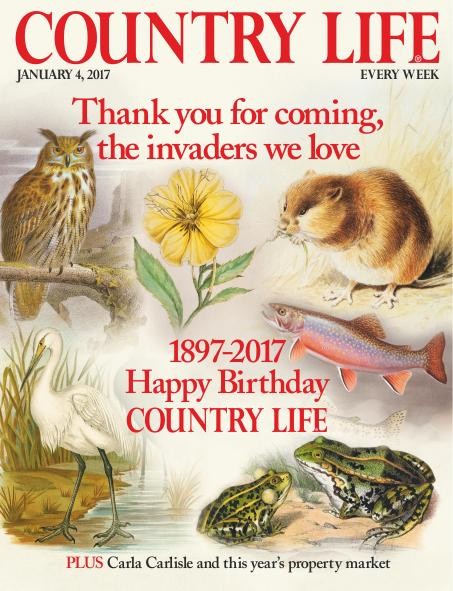 COUNTRY LIFE®
JANUARY 4, 2017
EVERY WEEK
Thank you for coming,
the invaders we love
1897-2017
Happy Birthday
COUNTRY LIFE
PLUS Carla Carlisle and this year's property market